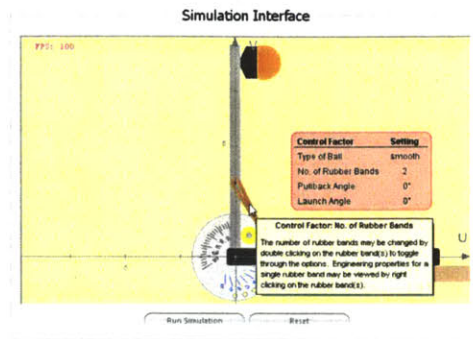 Simulation Interface
FPS: 100
Control Factor Setting
Type of Ball smooth
No. of Rubber Bands 2
Pullback Angle 0°
Launch Angle 0°
Control Factor: No. of Rubber Bands
The number of rubber bands may be changed by
double clicking on the rubber band(s) to toggle
through the options. Engineering properties for a
single rubber band may be viewed by right
clicking on the rubber band(s).
U
Run Simulation Reset